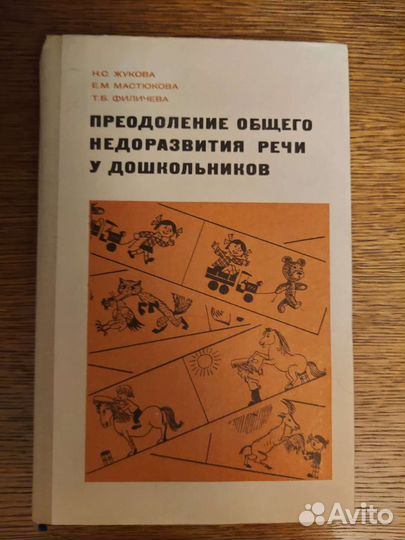 Н.С. ЖУКОВА
Е.М. МАСТЮКОВА
Т.Б. ФИЛИЧЕВА
ПРЕОДОЛЕНИЕ ОБЩЕГО
НЕДОРАЗВИТИЯ РЕЧИ
У ДОШКОЛЬНИКОВ
Avito